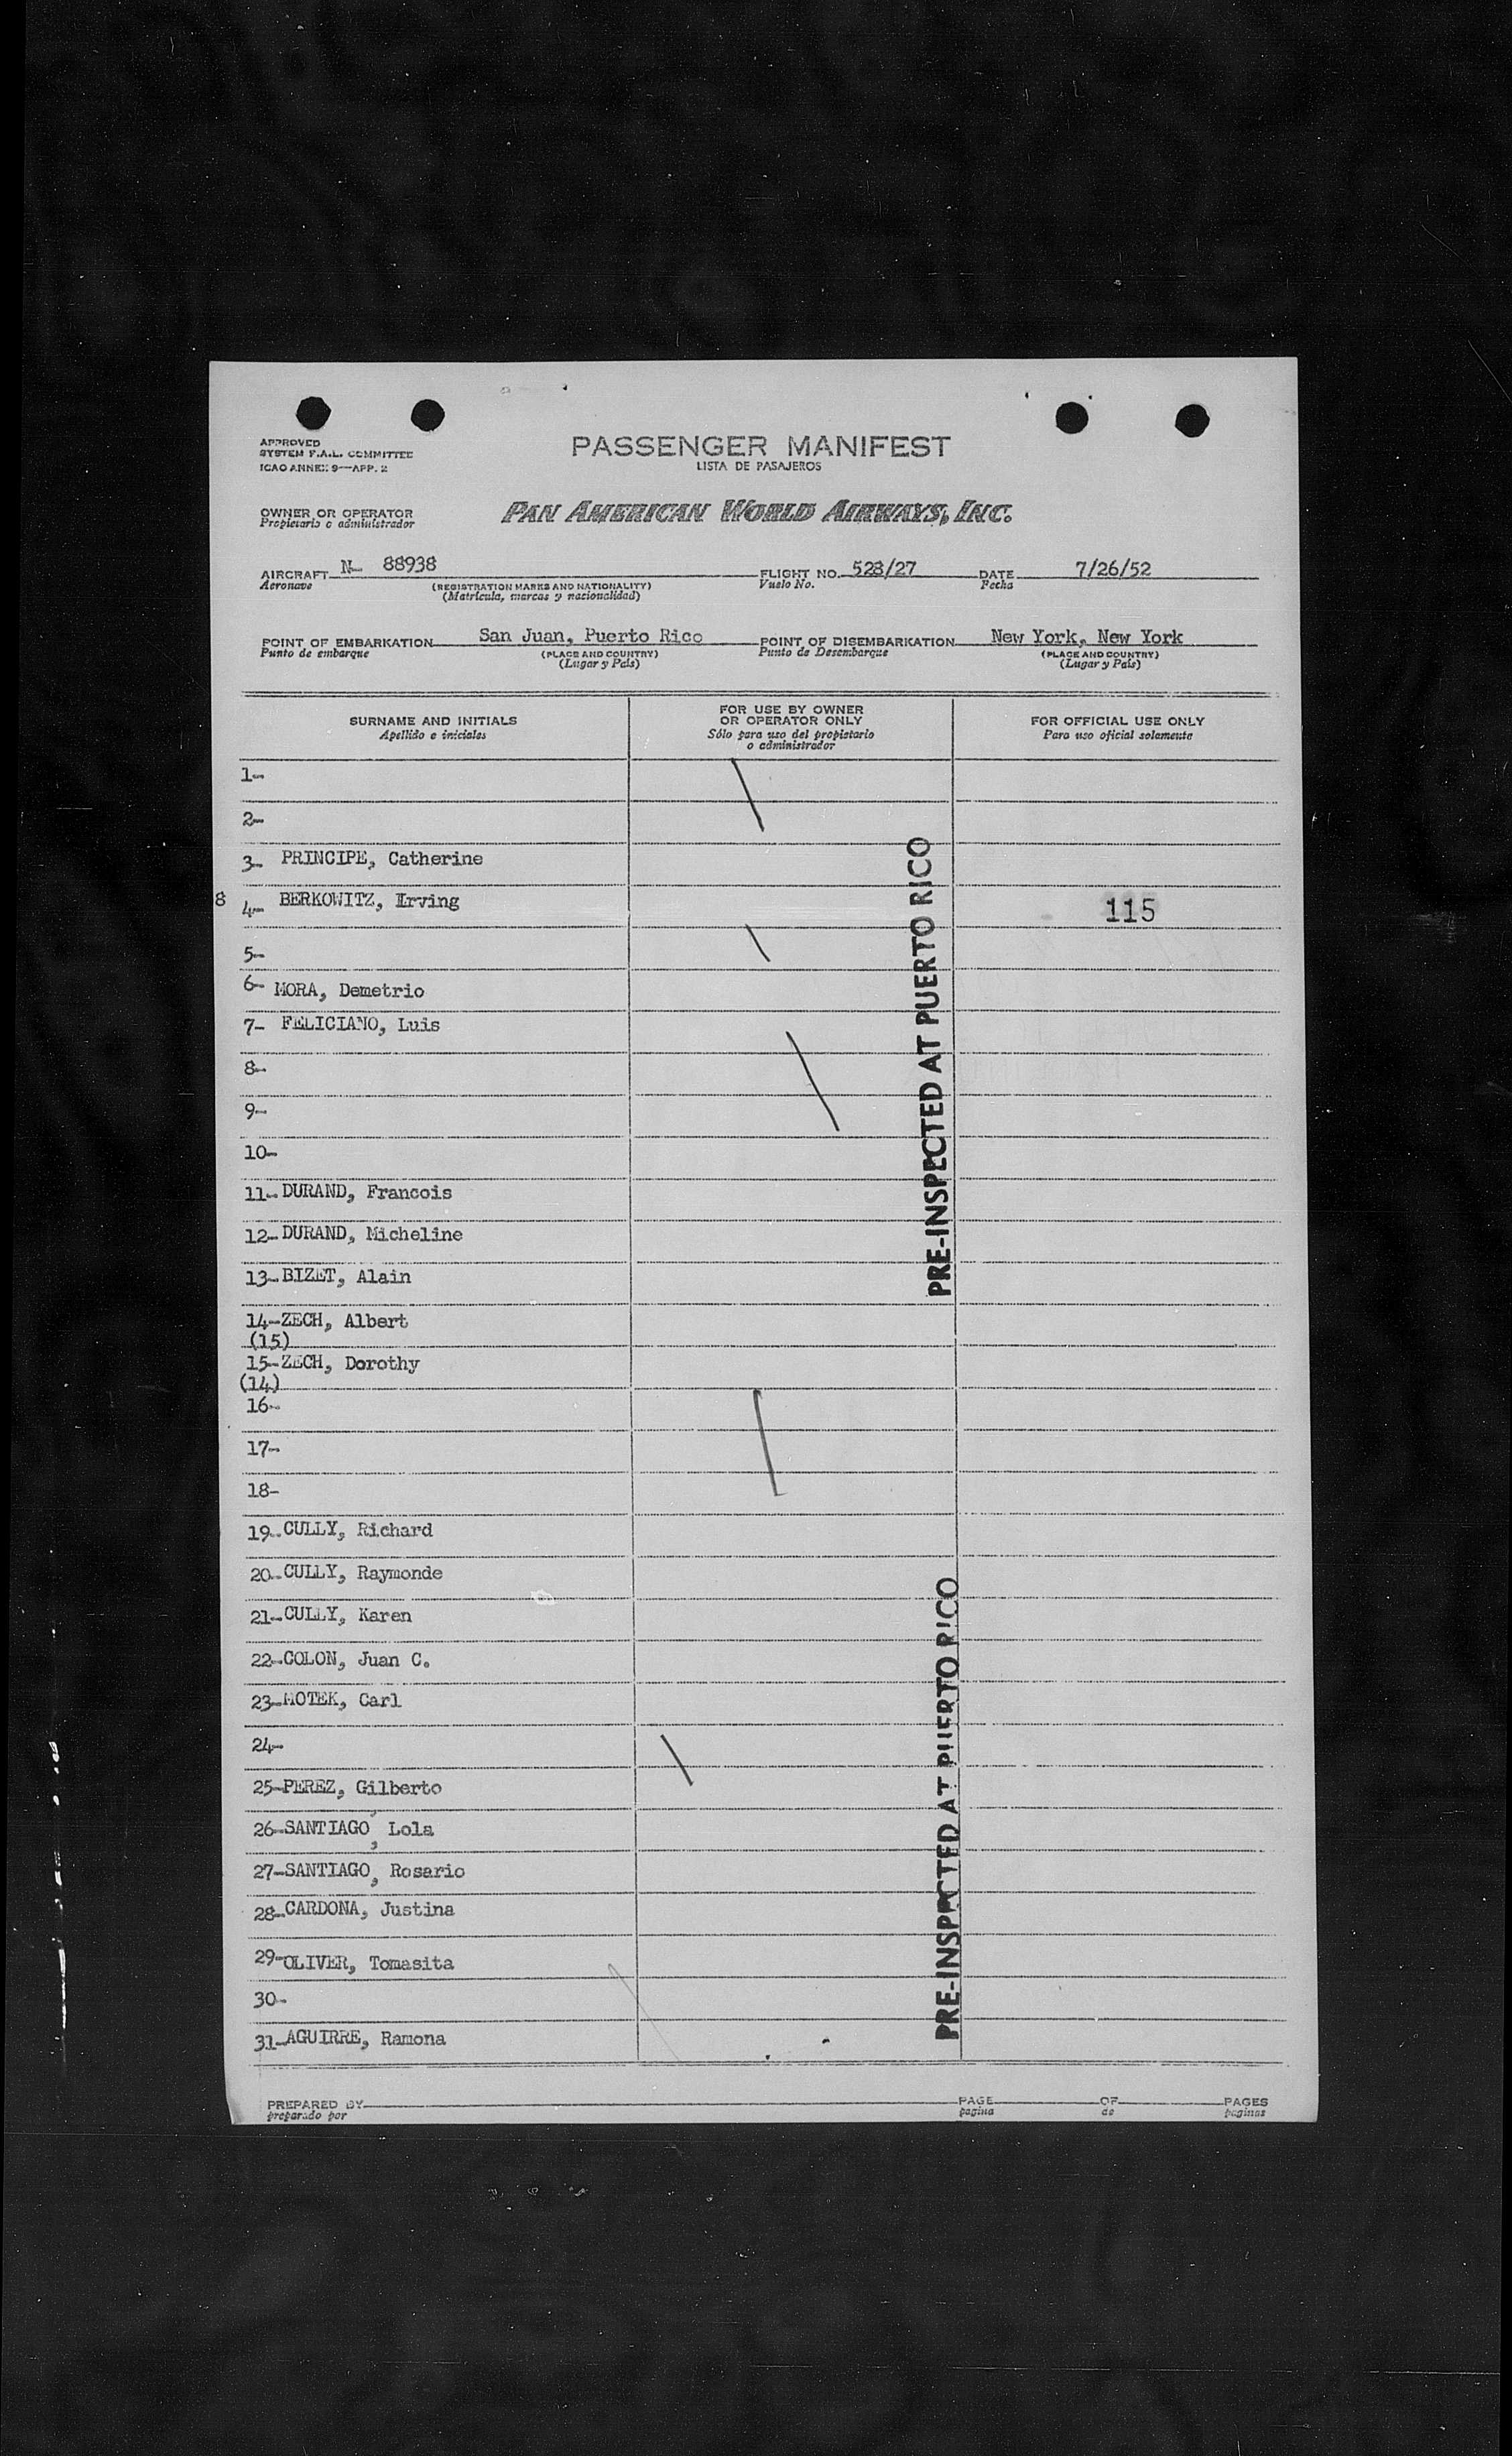 APPROVED
SYSTEM F.A.L. COMMITTEE
ICAO ANNEX 9—APP. 2
PASSENGER MANIFEST
LISTA DE PASAJEROS
OWNER OR OPERATOR
Propietario o administrador
PAN AMERICAN WORLD AIRWAYS, INC.
AIRCRAFT N- 88938 FLIGHT NO. 528/27 DATE 7/26/52
Aeronave (REGISTRATION MARKS AND NATIONALITY) Vuelo No. Fecha
(Matrícula, marcas y nacionalidad)
POINT OF EMBARKATION San Juan, Puerto Rico POINT OF DISEMBARKATION New York, New York
Punto de embarque (PLACE AND COUNTRY) Punto de Desembarque (PLACE AND COUNTRY)
(Lugar y País) (Lugar y País)
SURNAME AND INITIALS
Apellido e iniciales
FOR USE BY OWNER
OR OPERATOR ONLY
Sólo para uso del propietario
o administrador
FOR OFFICIAL USE ONLY
Para uso oficial solamente
1-
2-
3- PRINCIPE, Catherine
8 4- BERKOWITZ, Irving 115
5-
6- MORA, Demetrio
7- FELICIANO, Luis
8-
9-
10-
11- DURAND, Francois
12- DURAND, Micheline
13- BIZET, Alain
14- ZECH, Albert
(15)
15- ZECH, Dorothy
(14)
16-
17-
18-
19- CULLY, Richard
20- CULLY, Raymonde
21- CULLY, Karen
22- COLON, Juan C.
23- MOTEK, Carl
24-
25- PEREZ, Gilberto
26- SANTIAGO, Lola
27- SANTIAGO, Rosario
28- CARDONA, Justina
29- OLIVER, Tomasita
30-
31- AGUIRRE, Ramona
PRE-INSPECTED AT PUERTO RICO
PRE-INSPECTED AT PUERTO RICO
PREPARED BY PAGE OF PAGES
preparado por pagina de paginas